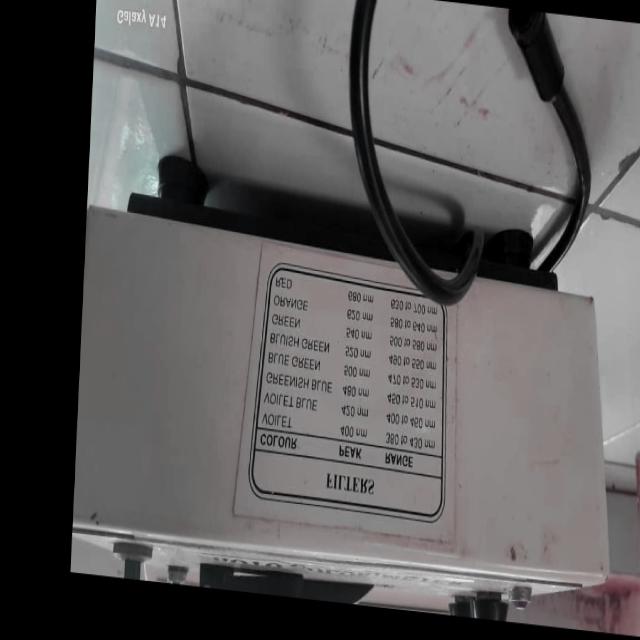 FILTERS
COLOUR PEAK RANGE
VOILET 400 nm 380 to 430 nm
VOILET BLUE 420 nm 400 to 460 nm
GREENISH BLUE 480 nm 450 to 510 nm
BLUE GREEN 500 nm 470 to 530 nm
BLUISH GREEN 520 nm 490 to 550 nm
GREEN 540 nm 500 to 580 nm
ORANGE 620 nm 580 to 640 nm
RED 680 nm 630 to 700 nm
Galaxy A14